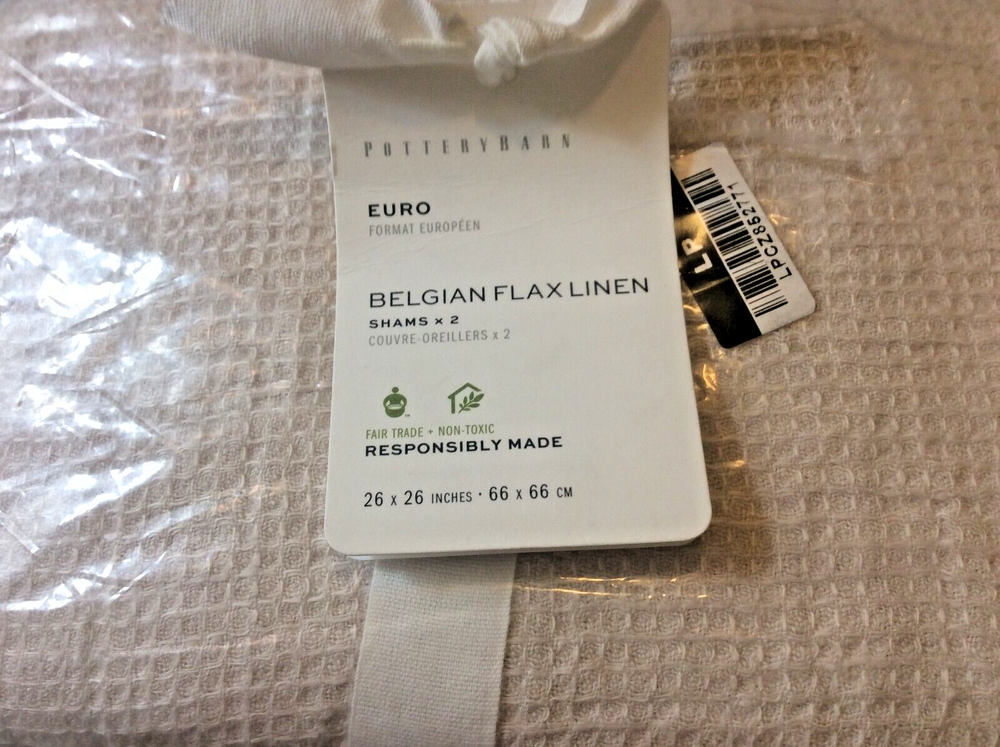 POTTERYBARN
EURO
FORMAT EUROPÉEN
BELGIAN FLAX LINEN
SHAMS x 2
COUVRE-OREILLERS x 2
FAIR TRADE + NON-TOXIC
RESPONSIBLY MADE
26 x 26 INCHES · 66 x 66 CM
LP
LPCZ862771